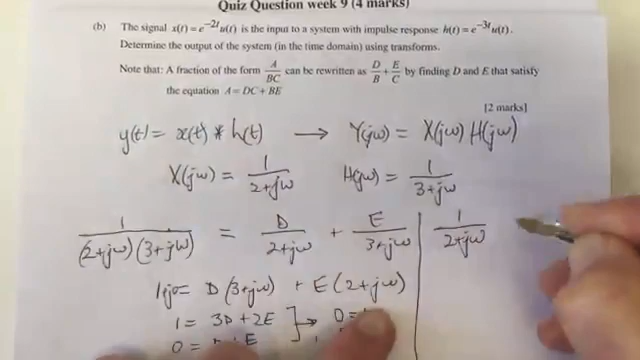 Quiz Question week 9 (4 marks)
(b) The signal x(t) = e^{-2t}u(t) is the input to a system with impulse response h(t) = e^{-3t}u(t).
Determine the output of the system (in the time domain) using transforms.
Note that: A fraction of the form A/BC can be rewritten as D/B + E/C by finding D and E that satisfy
the equation A = DC + BE
[2 marks]
y(t) = x(t) * h(t) → Y(jω) = X(jω) H(jω)
X(jω) = 1/(2+jω) H(jω) = 1/(3+jω)
1/((2+jω)(3+jω)) = D/(2+jω) + E/(3+jω) 1/(2+jω)
1+j0= D(3+jω) + E(2+jω)
1 = 3D+2E → 0=
0 = E